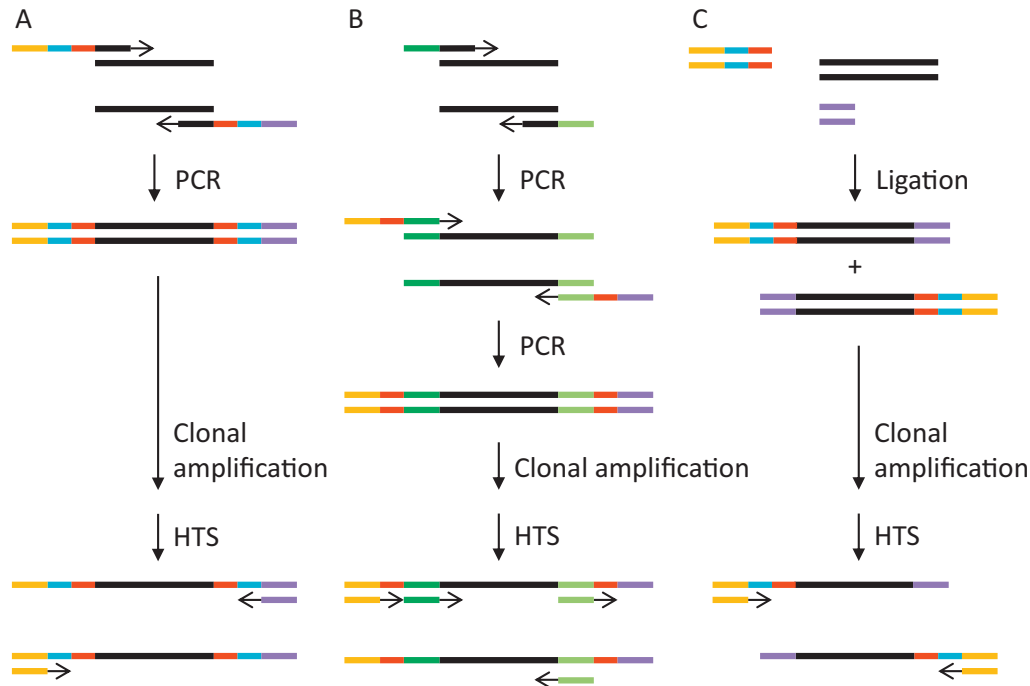 A
PCR
Clonal
amplification
HTS
B
PCR
PCR
Clonal amplification
HTS
C
Ligation
+
Clonal
amplification
HTS